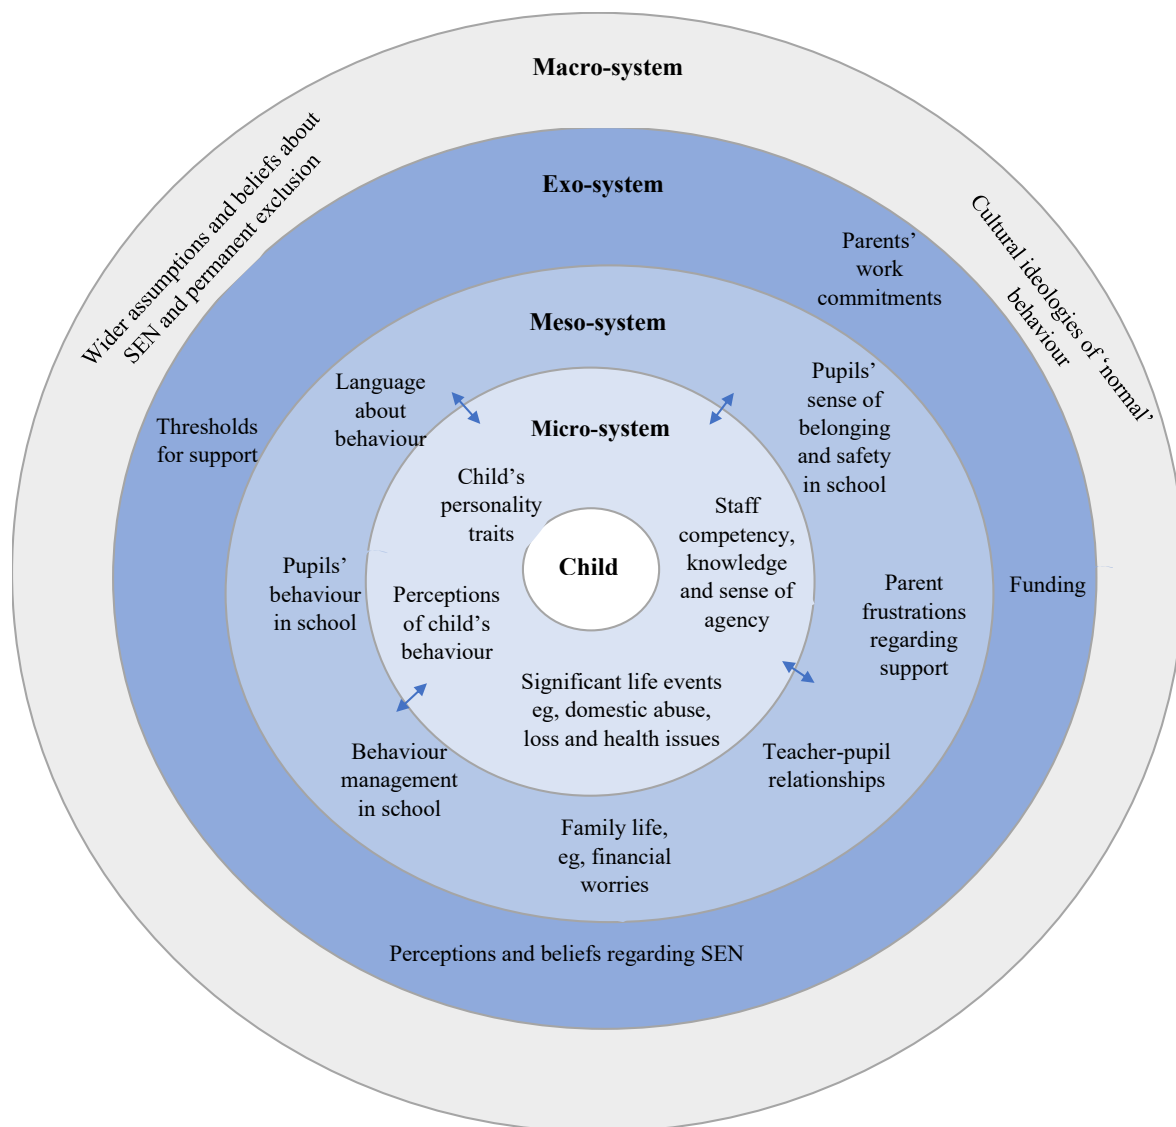 Macro-system
Wider assumptions and beliefs about
SEN and permanent exclusion
Cultural ideologies of ‘normal’
behaviour
Exo-system
Parents’
work
commitments
Thresholds
for support
Funding
Perceptions and beliefs regarding SEN
Meso-system
Language
about
behaviour
Pupils’
sense of
belonging
and safety
in school
Pupils’
behaviour
in school
Parent
frustrations
regarding
support
Behaviour
management
in school
Teacher-pupil
relationships
Family life,
eg, financial
worries
Micro-system
Child’s
personality
traits
Staff
competency,
knowledge
and sense of
agency
Perceptions
of child’s
behaviour
Significant life events
eg, domestic abuse,
loss and health issues
Child